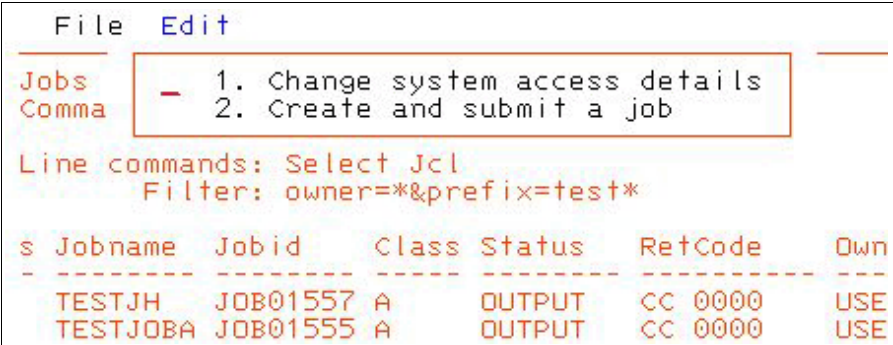 File Edit
Jobs
1. Change system access details
Comma
2. Create and submit a job
Line commands: Select Jcl
Filter: owner=*&prefix=test*
s Jobname Jobid Class Status RetCode Own
- -------- -------- ----- -------- ---------- ---
TESTJH JOB01557 A OUTPUT CC 0000 USE
TESTJOBA JOB01555 A OUTPUT CC 0000 USE